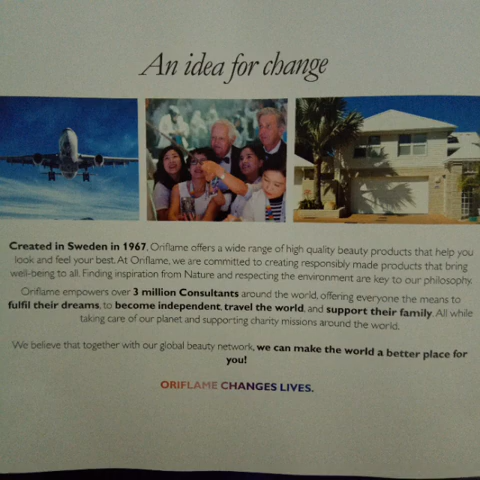 An idea for change
Created in Sweden in 1967, Oriflame offers a wide range of high quality beauty products that help you
look and feel your best. At Oriflame, we are committed to creating responsibly made products that bring
well-being to all. Finding inspiration from Nature and respecting the environment are key to our philosophy.
Oriflame empowers over 3 million Consultants around the world, offering everyone the means to
fulfil their dreams, to become independent, travel the world, and support their family. All while
taking care of our planet and supporting charity missions around the world.
We believe that together with our global beauty network, we can make the world a better place for
you!
ORIFLAME CHANGES LIVES.